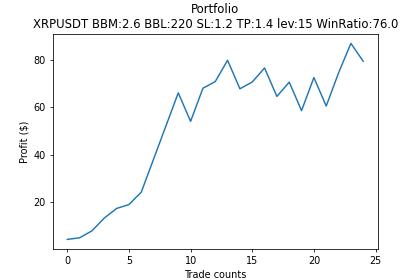 Portfolio
XRPUSDT BBM:2.6 BBL:220 SL:1.2 TP:1.4 lev:15 WinRatio:76.0
80
60
40
20
Profit ($)
0 5 10 15 20 25
Trade counts